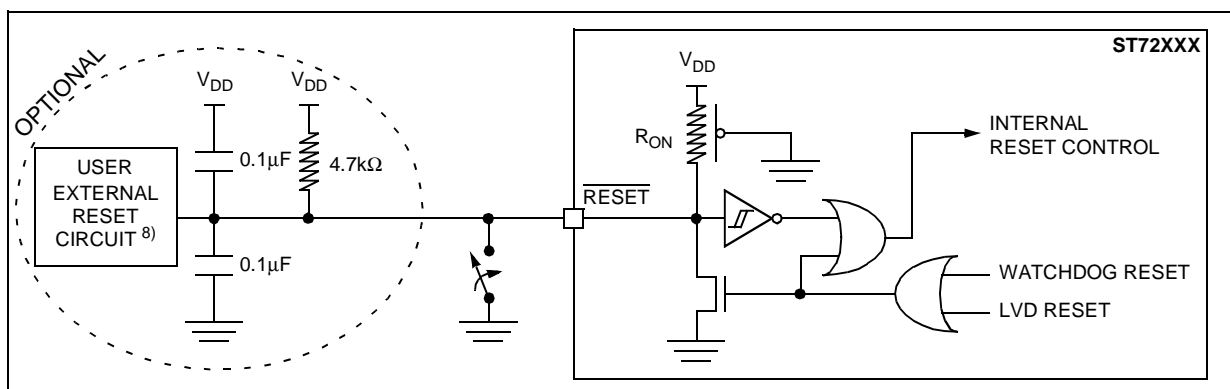 ST72XXX
OPTIONAL
V_DD
V_DD
V_DD
0.1μF
4.7kΩ
R_ON
INTERNAL
RESET CONTROL
USER
EXTERNAL
RESET
CIRCUIT 8)
RESET
0.1μF
WATCHDOG RESET
LVD RESET